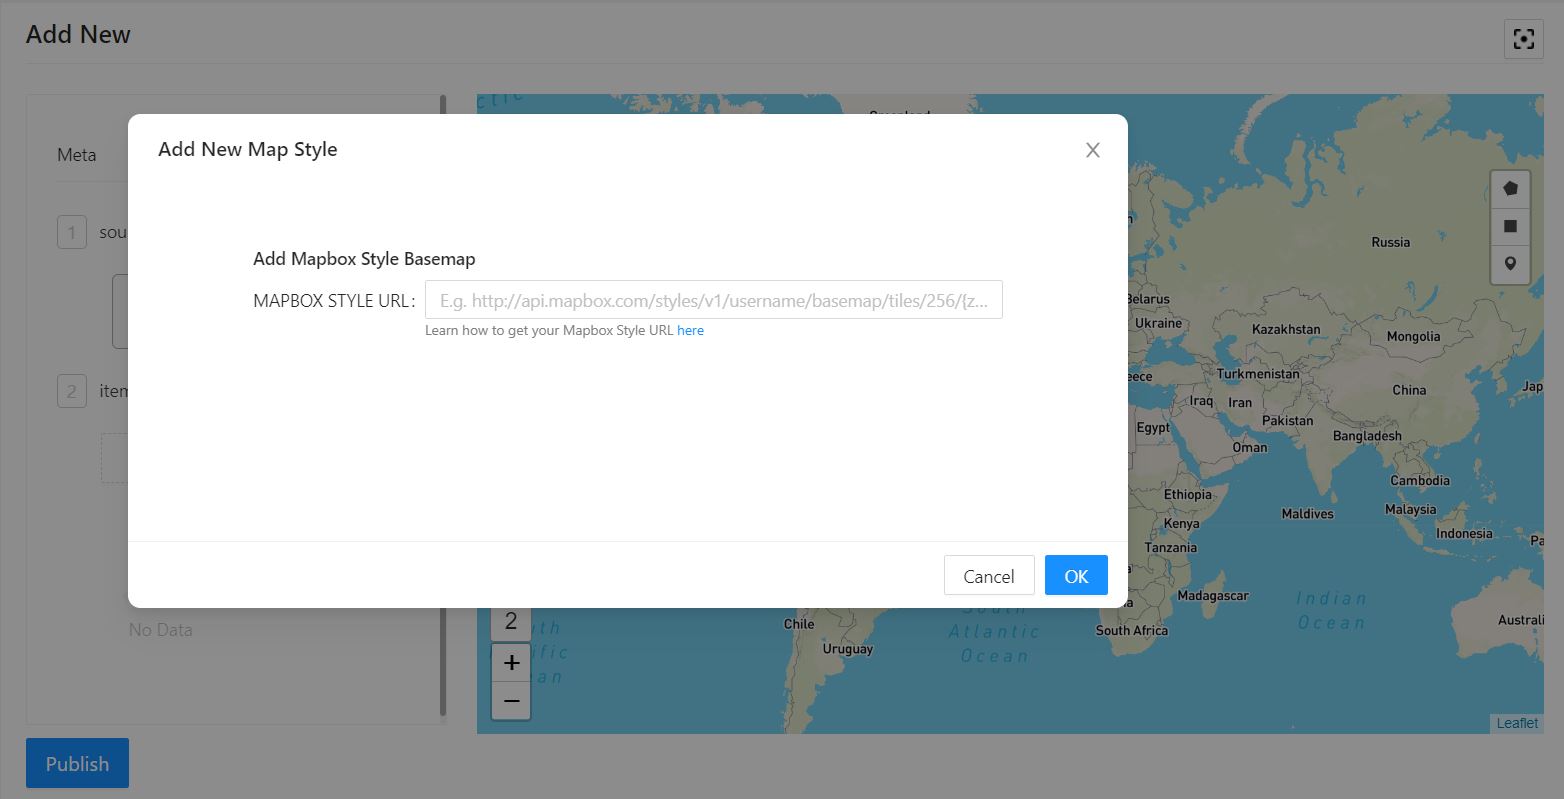 Add New
Meta
Add New Map Style
X
1 sou
Add Mapbox Style Basemap
MAPBOX STYLE URL: E.g. http://api.mapbox.com/styles/v1/username/basemap/tiles/256/{z...
Learn how to get your Mapbox Style URL here
2 item
Cancel OK
No Data
Publish
Russia
Belarus
Ukraine
Kazakhstan
Mongolia
Turkmenistan
China
Iraq
Iran
Pakistan
Egypt
Bangladesh
Oman
Cambodia
Ethiopia
Malaysia
Maldives
Kenya
Indonesia
Tanzania
Madagascar
Indian
Ocean
Chile
South
Atlantic
Ocean
South Africa
Uruguay
Australi
2
+
−
Leaflet